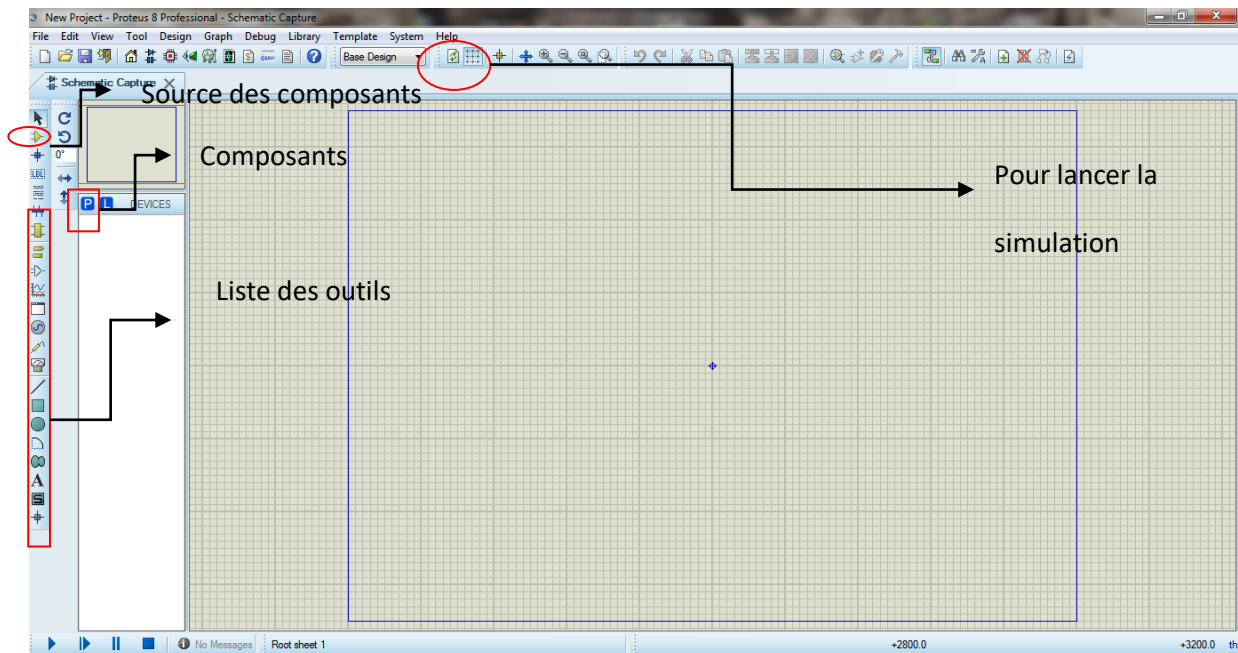 New Project - Proteus 8 Professional - Schematic Capture
File Edit View Tool Design Graph Debug Library Template System Help
Base Design
Schematic Capture
Source des composants
0°
LBL
Composants
Pour lancer la
P L DEVICES
simulation
Liste des outils
A
S
No Messages
Root sheet 1
+2800.0
+3200.0
th